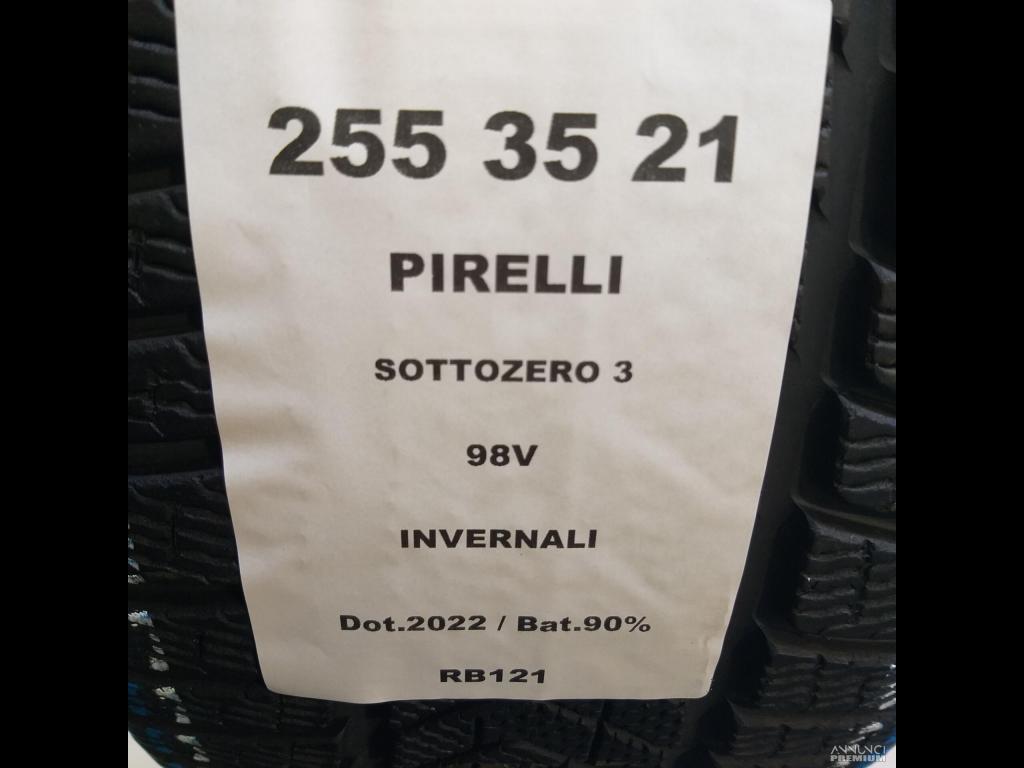 255 35 21
PIRELLI
SOTTOZERO 3
98V
INVERNALI
Dot.2022 / Bat.90%
RB121
ANNUNCI
PREMIUM